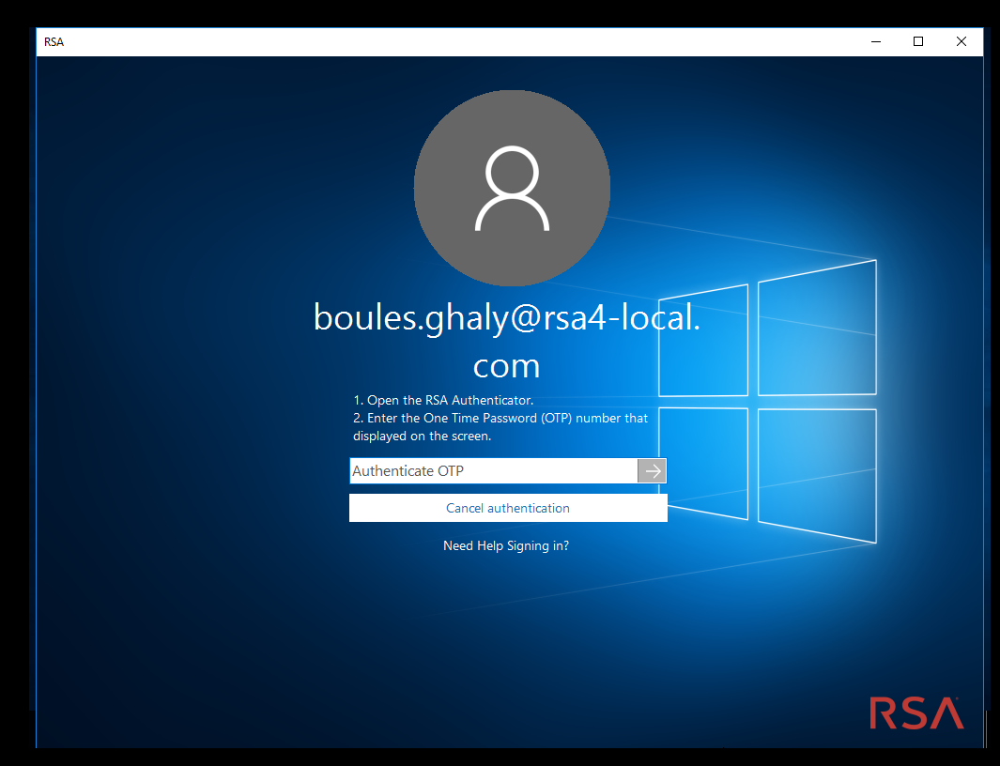 RSA
boules.ghaly@rsa4-local.
com
1. Open the RSA Authenticator.
2. Enter the One Time Password (OTP) number that
displayed on the screen.
Authenticate OTP
Cancel authentication
Need Help Signing in?
RSA